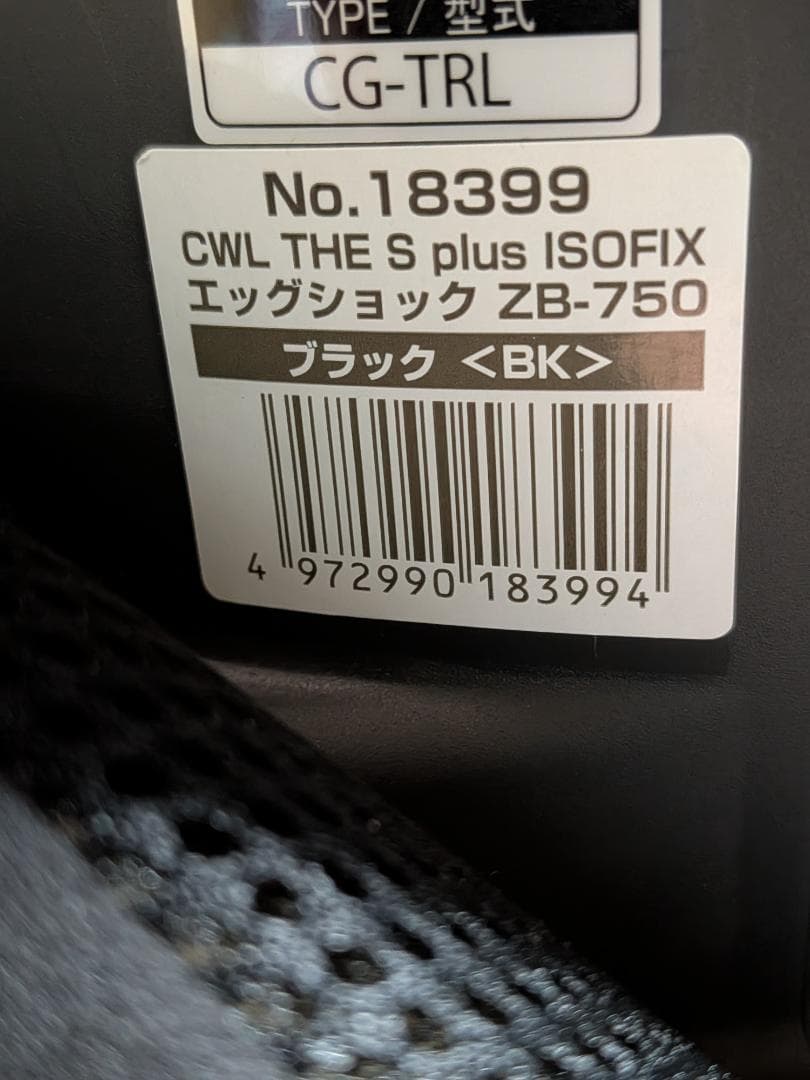 TYPE / 型式
CG-TRL
No.18399
CWL THE S plus ISOFIX
エッグショック ZB-750
ブラック <BK>
4 972990 183994